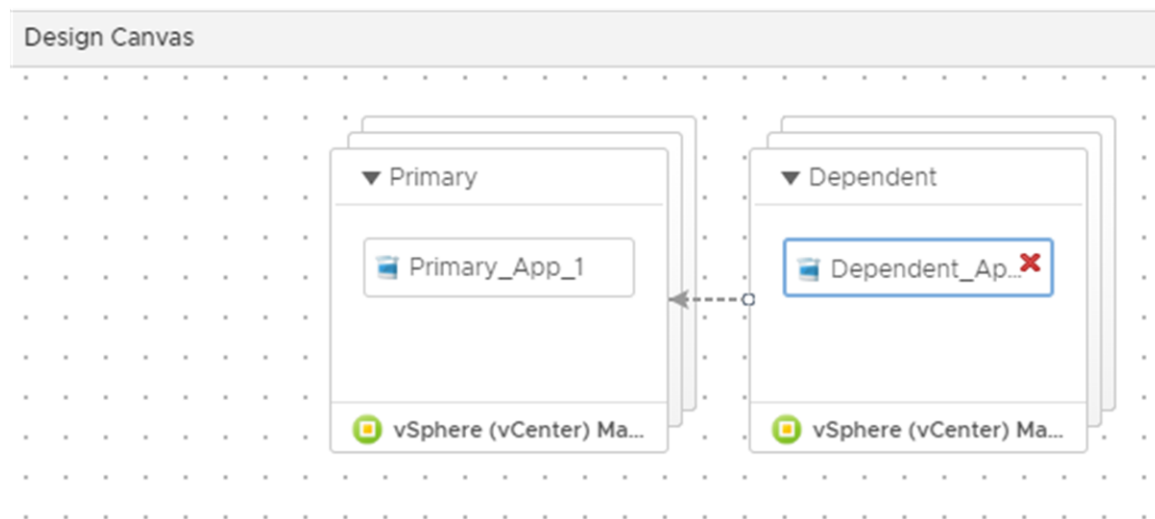 Design Canvas
Primary
Dependent
Primary_App_1
Dependent_Ap...
vSphere (vCenter) Ma...
vSphere (vCenter) Ma...